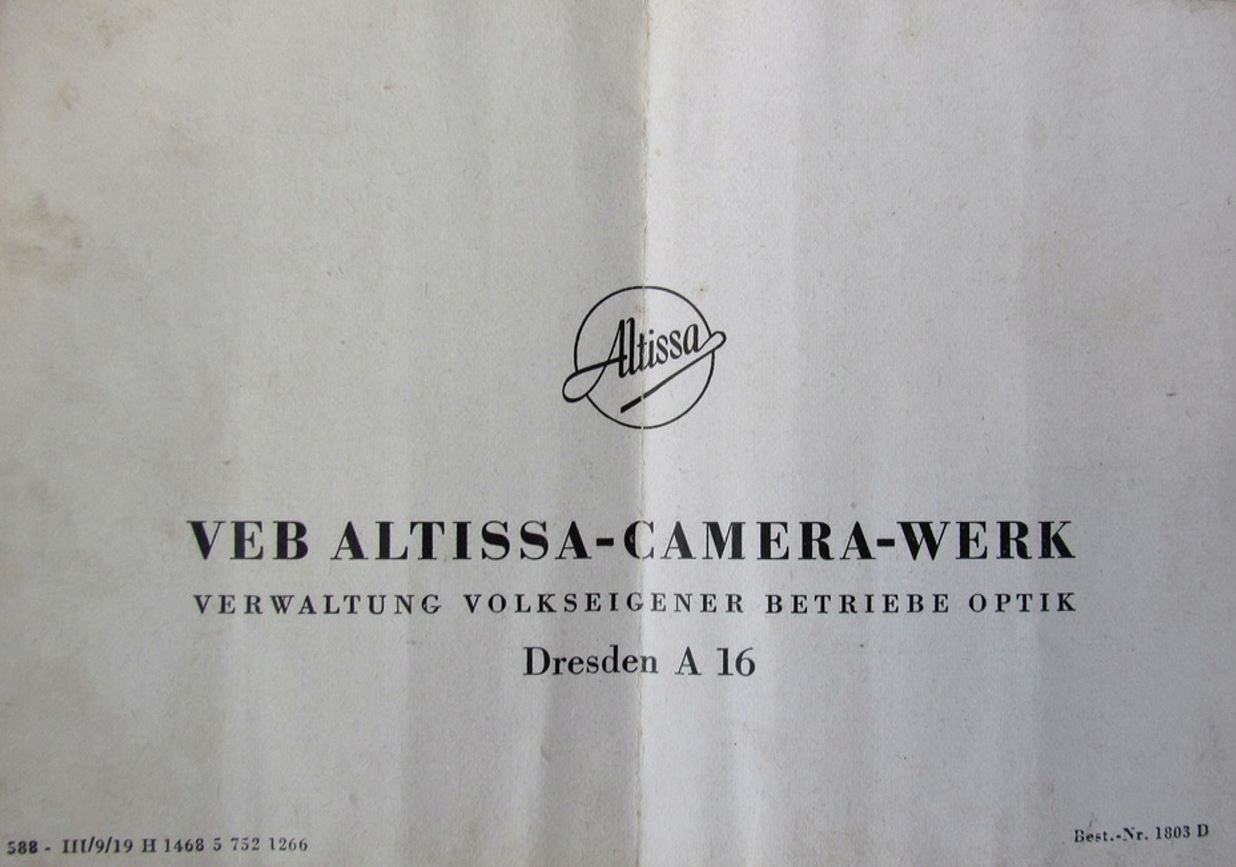 Altissa
VEB ALTISSA-CAMERA-WERK
VERWALTUNG VOLKSEIGENER BETRIEBE OPTIK
Dresden A 16
588 - III/9/19 H 1468 5 752 1266
Best.-Nr. 1803 D